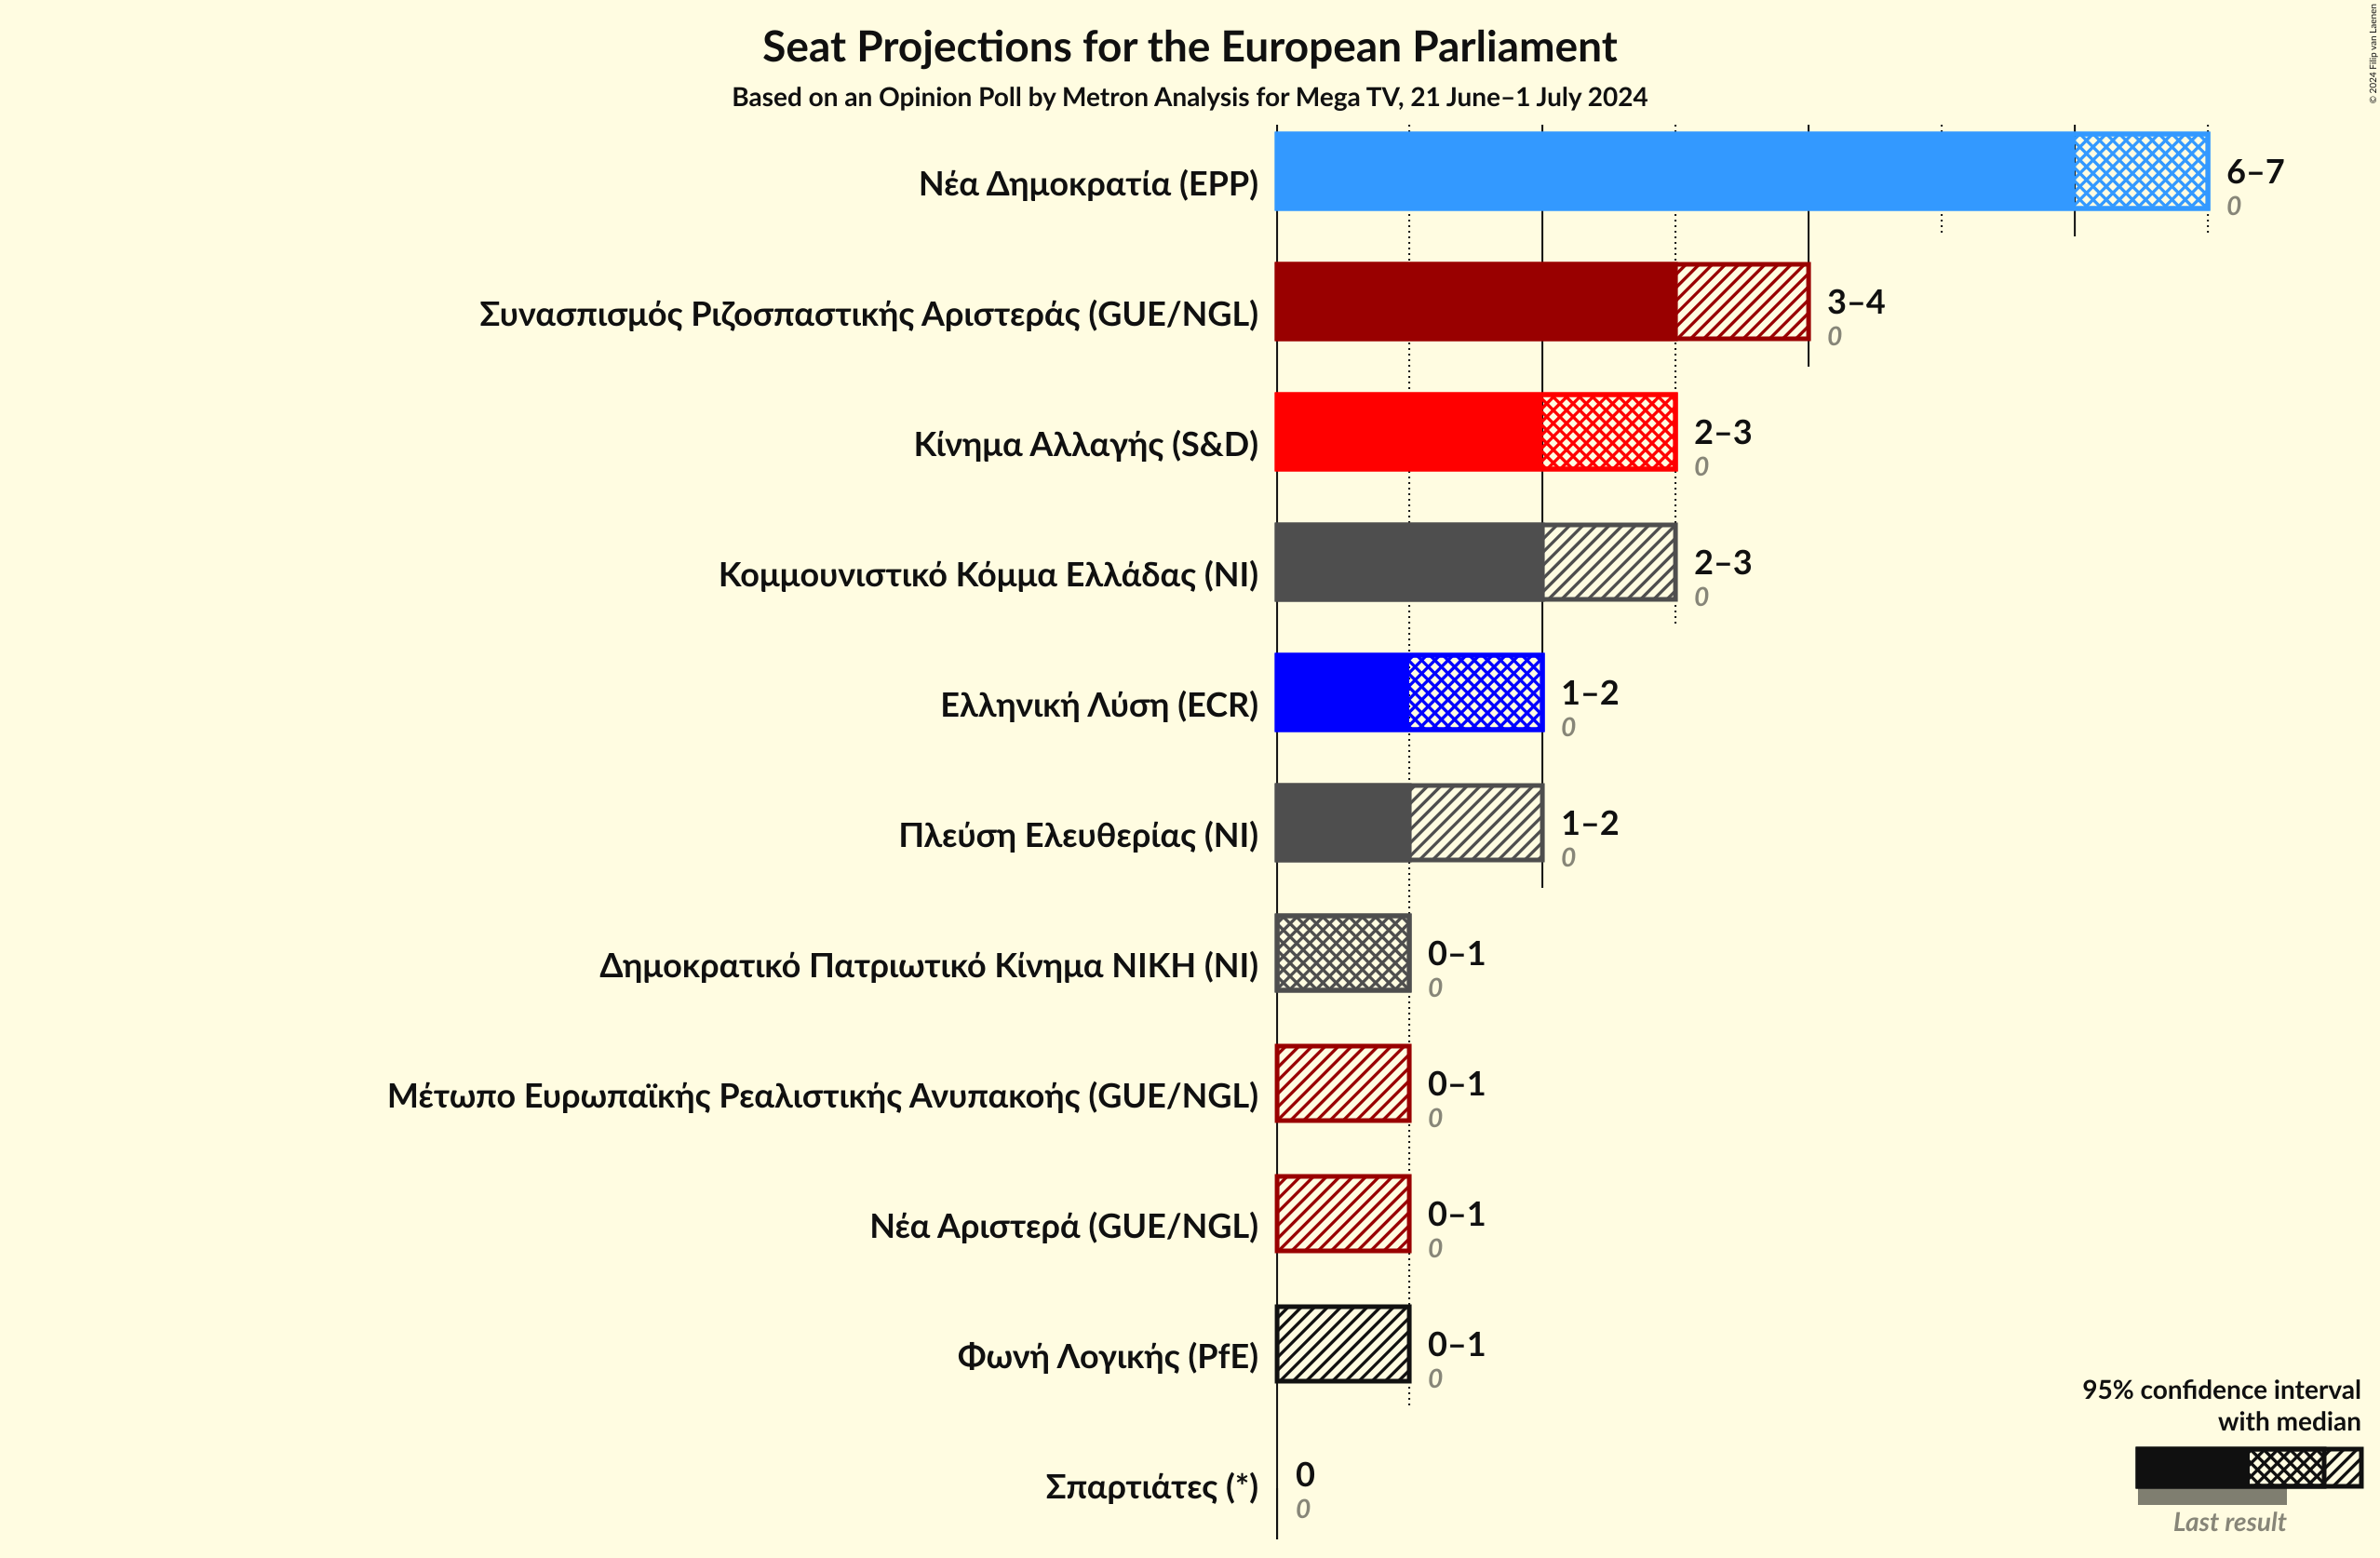 Seat Projections for the European Parliament
Based on an Opinion Poll by Metron Analysis for Mega TV, 21 June–1 July 2024
© 2024 Filip van Laenen
Νέα Δημοκρατία (EPP)
6–7
0
Συνασπισμός Ριζοσπαστικής Αριστεράς (GUE/NGL)
3–4
0
Κίνημα Αλλαγής (S&D)
2–3
0
Κομμουνιστικό Κόμμα Ελλάδας (NI)
2–3
0
Ελληνική Λύση (ECR)
1–2
0
Πλεύση Ελευθερίας (NI)
1–2
0
Δημοκρατικό Πατριωτικό Κίνημα ΝΙΚΗ (NI)
0–1
0
Μέτωπο Ευρωπαϊκής Ρεαλιστικής Ανυπακοής (GUE/NGL)
0–1
0
Νέα Αριστερά (GUE/NGL)
0–1
0
Φωνή Λογικής (PfE)
0–1
0
Σπαρτιάτες (*)
0
0
95% confidence interval
with median
Last result